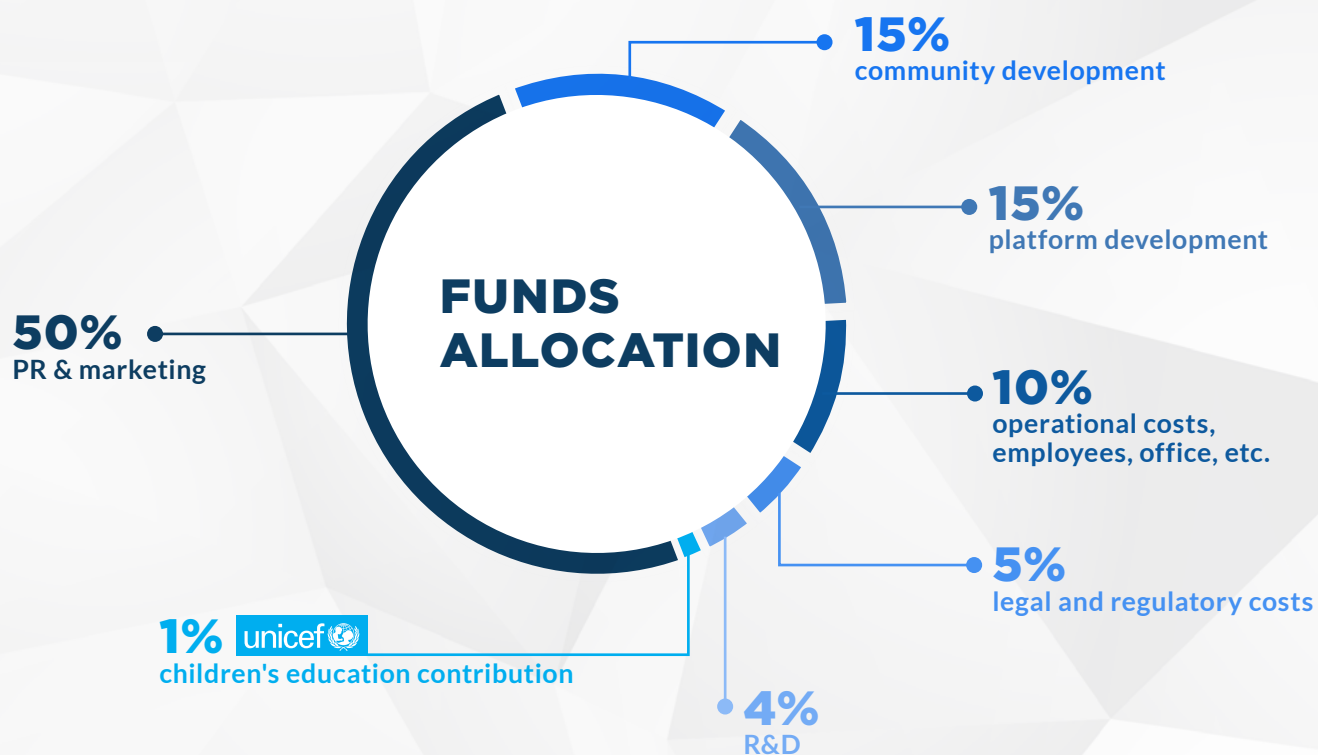 15%
community development
15%
platform development
FUNDS
ALLOCATION
50%
PR & marketing
10%
operational costs,
employees, office, etc.
5%
legal and regulatory costs
1% unicef
children's education contribution
4%
R&D